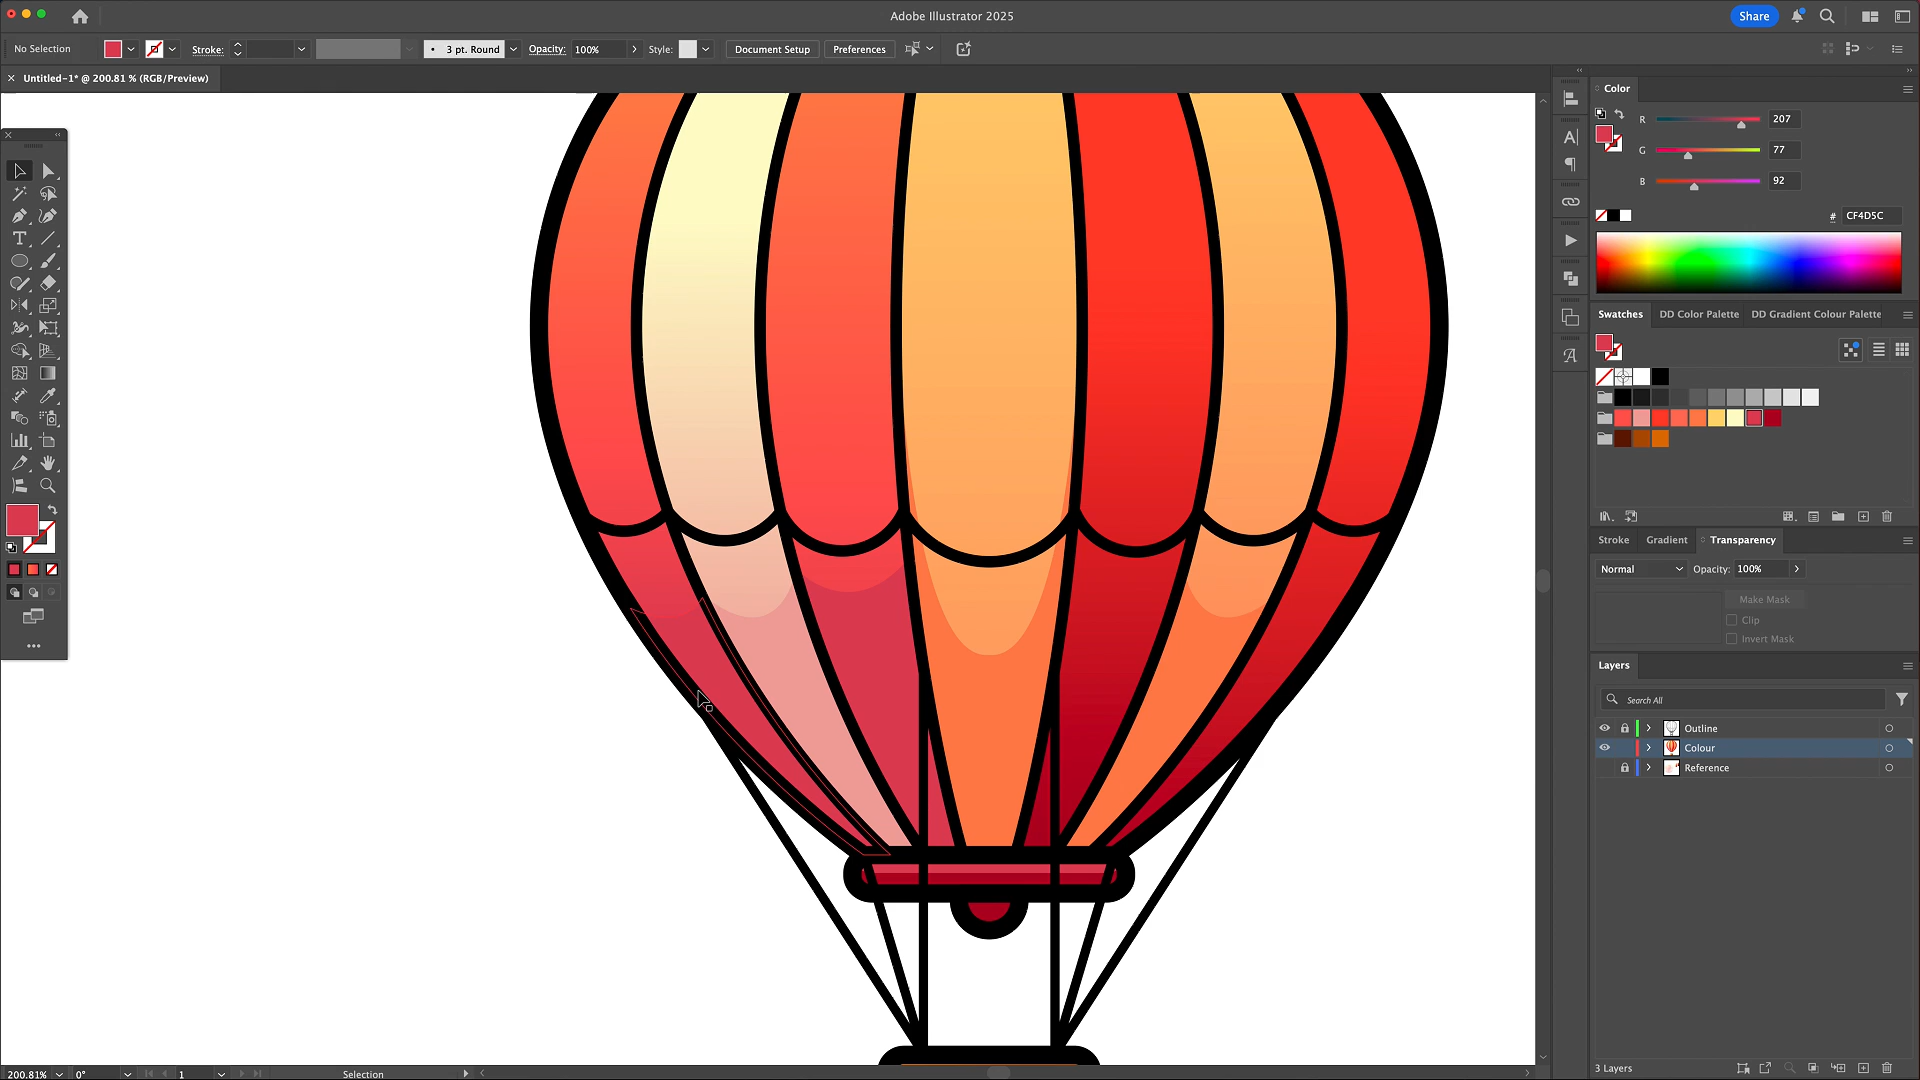 Adobe Illustrator 2025
Share
No Selection
Stroke:
3 pt. Round
Opacity:
100%
Style:
Document Setup
Preferences
Untitled-1* @ 200.81 % (RGB/Preview)
Color
R
207
G
77
B
92
#
CF4D5C
Swatches
DD Color Palette
DD Gradient Colour Palette
Stroke
Gradient
Transparency
Normal
Opacity:
100%
Make Mask
Clip
Invert Mask
Layers
Search All
Outline
Colour
Reference
3 Layers
200.81%
0°
1
Selection